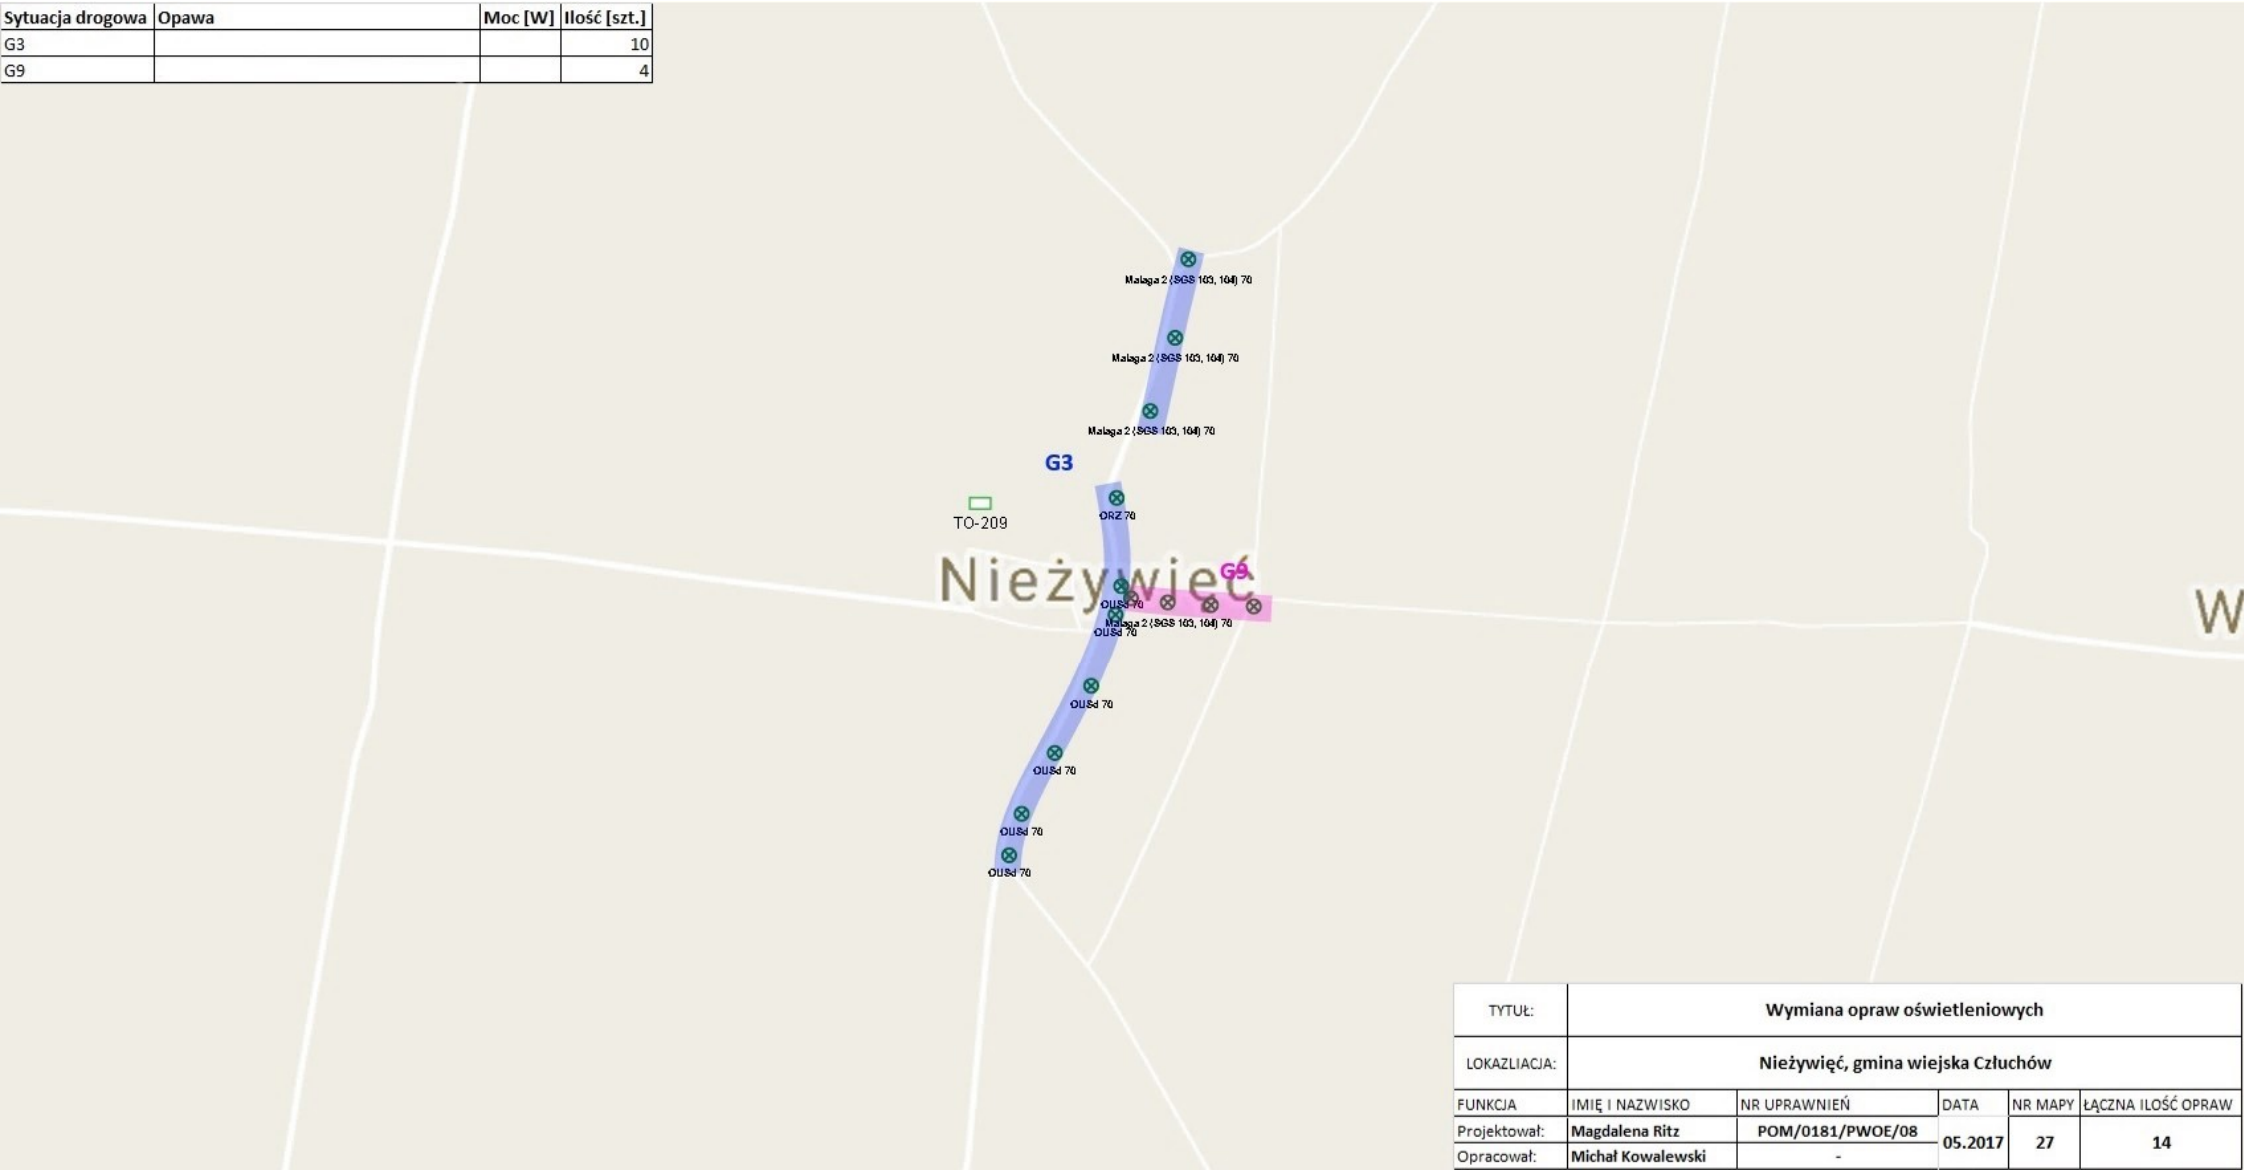 Sytuacja drogowa Opawa Moc [W] Ilość [szt.]
G3 10
G9 4
Malaga 2 (SGS 103, 104) 70
Malaga 2 (SGS 103, 104) 70
Malaga 2 (SGS 103, 104) 70
G3
TO-209
ORZ 70
Nieżywięć
G9
OUSd 70
Malaga 2 (SGS 103, 104) 70
OUSd 70
W
OUSd 70
OUSd 70
OUSd 70
OUSd 70
TYTUŁ: Wymiana opraw oświetleniowych
LOKAZLIACJA: Nieżywięć, gmina wiejska Człuchów
FUNKCJA IMIĘ I NAZWISKO NR UPRAWNIEŃ DATA NR MAPY ŁĄCZNA ILOŚĆ OPRAW
Projektował: Magdalena Ritz POM/0181/PWOE/08 05.2017 27 14
Opracował: Michał Kowalewski -